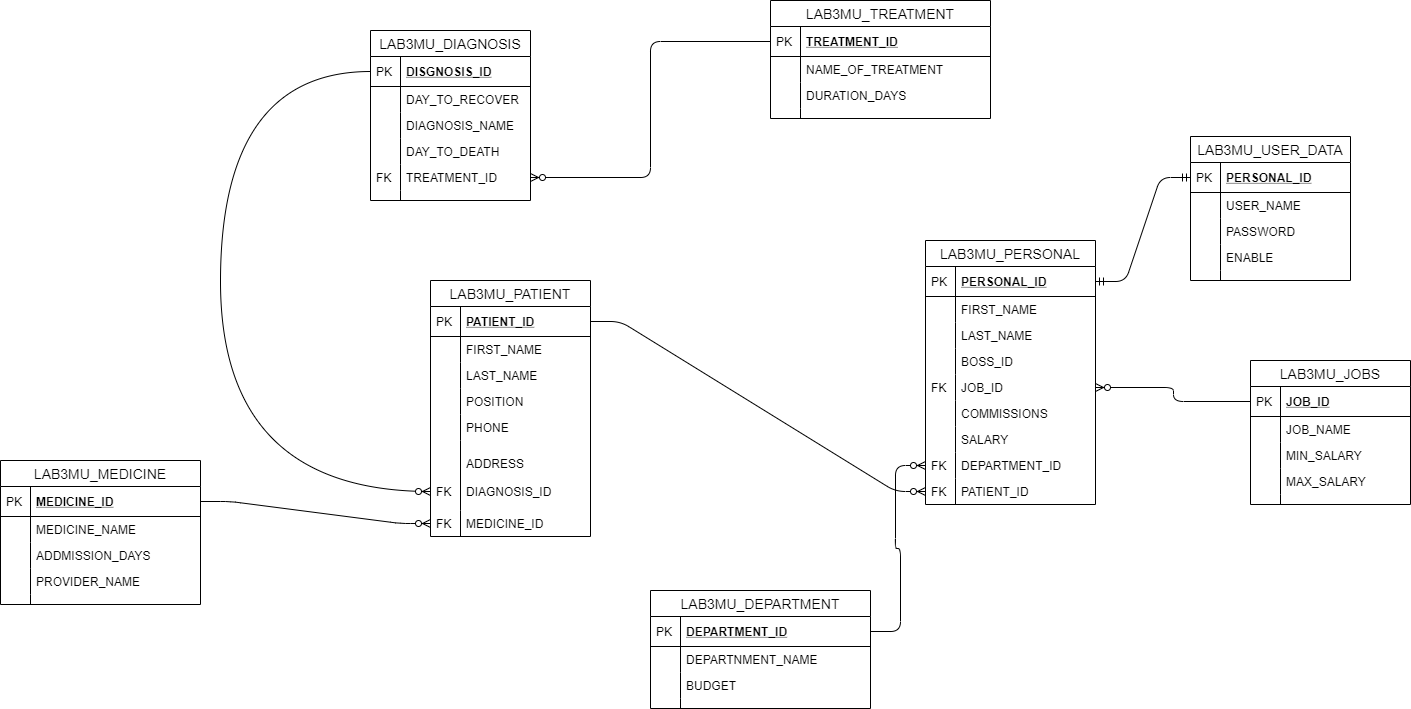 LAB3MU_TREATMENT
PK TREATMENT_ID
NAME_OF_TREATMENT
DURATION_DAYS
LAB3MU_DIAGNOSIS
PK DISGNOSIS_ID
DAY_TO_RECOVER
DIAGNOSIS_NAME
DAY_TO_DEATH
FK TREATMENT_ID
LAB3MU_USER_DATA
PK PERSONAL_ID
USER_NAME
PASSWORD
ENABLE
LAB3MU_PERSONAL
PK PERSONAL_ID
FIRST_NAME
LAST_NAME
BOSS_ID
FK JOB_ID
COMMISSIONS
SALARY
FK DEPARTMENT_ID
FK PATIENT_ID
LAB3MU_PATIENT
PK PATIENT_ID
FIRST_NAME
LAST_NAME
POSITION
PHONE
ADDRESS
FK DIAGNOSIS_ID
FK MEDICINE_ID
LAB3MU_JOBS
PK JOB_ID
JOB_NAME
MIN_SALARY
MAX_SALARY
LAB3MU_MEDICINE
PK MEDICINE_ID
MEDICINE_NAME
ADDMISSION_DAYS
PROVIDER_NAME
LAB3MU_DEPARTMENT
PK DEPARTMENT_ID
DEPARTNMENT_NAME
BUDGET